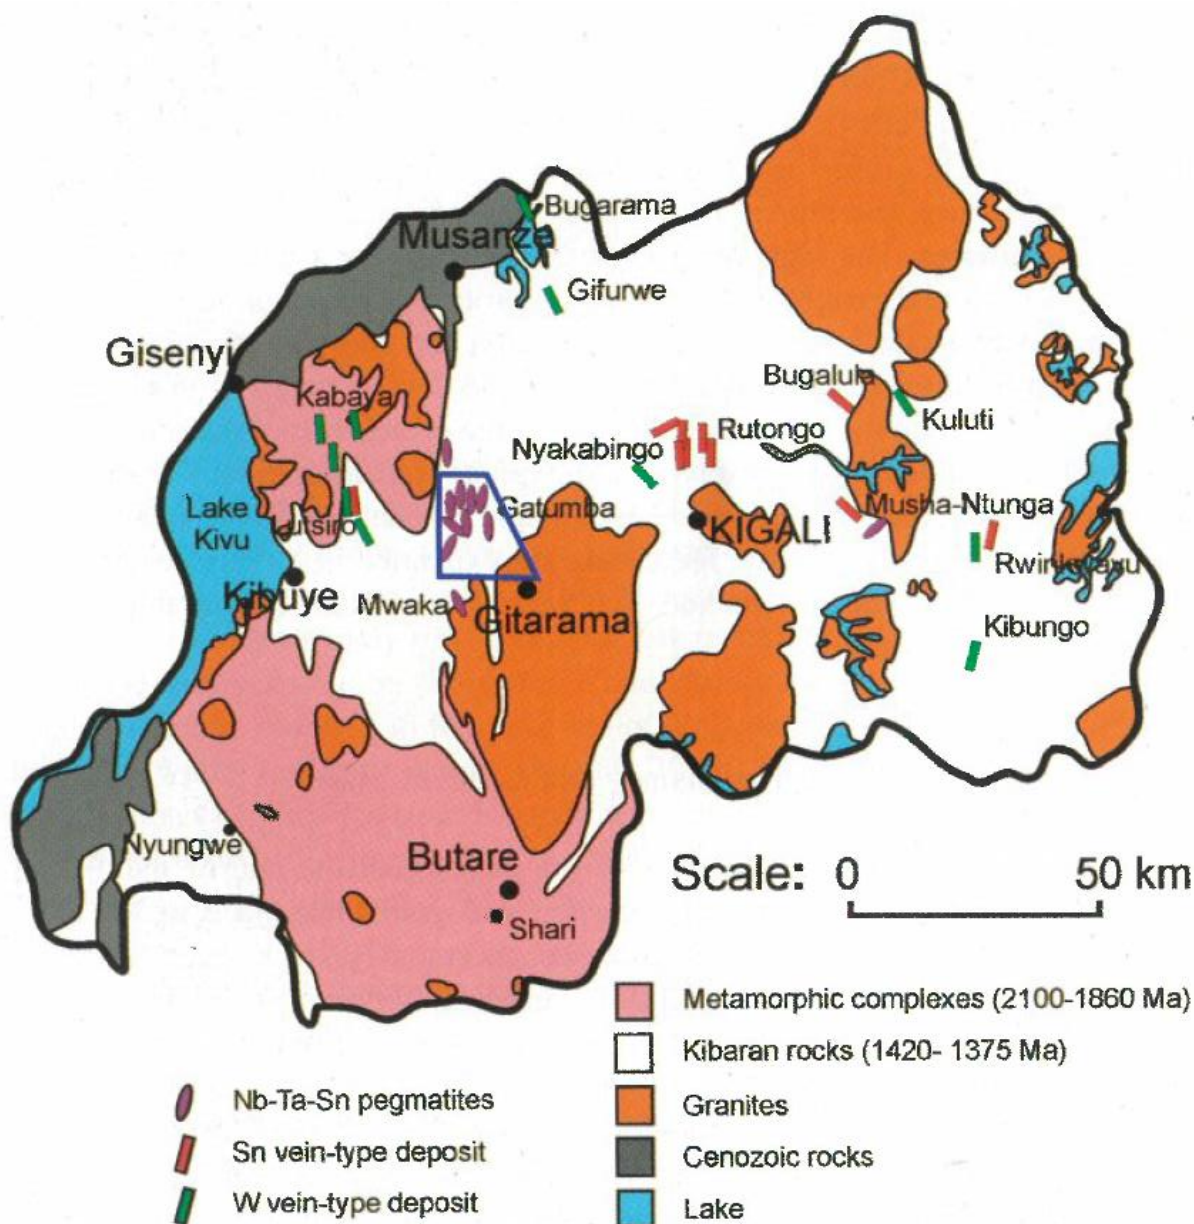 Bugarama
Musanze
Gifurwe
Gisenyi
Kabaya
Bugalula
Kuluti
Nyakabingo
Rutongo
Lake
Kivu
Lutsiro
Gatumba
KIGALI
Musha-Ntunga
Rwinkwavu
Kibuye
Mwaka
Gitarama
Kibungo
Nyungwe
Butare
Shari
Scale: 0 50 km
Metamorphic complexes (2100-1860 Ma)
Kibaran rocks (1420- 1375 Ma)
Nb-Ta-Sn pegmatites
Granites
Sn vein-type deposit
Cenozoic rocks
W vein-type deposit
Lake